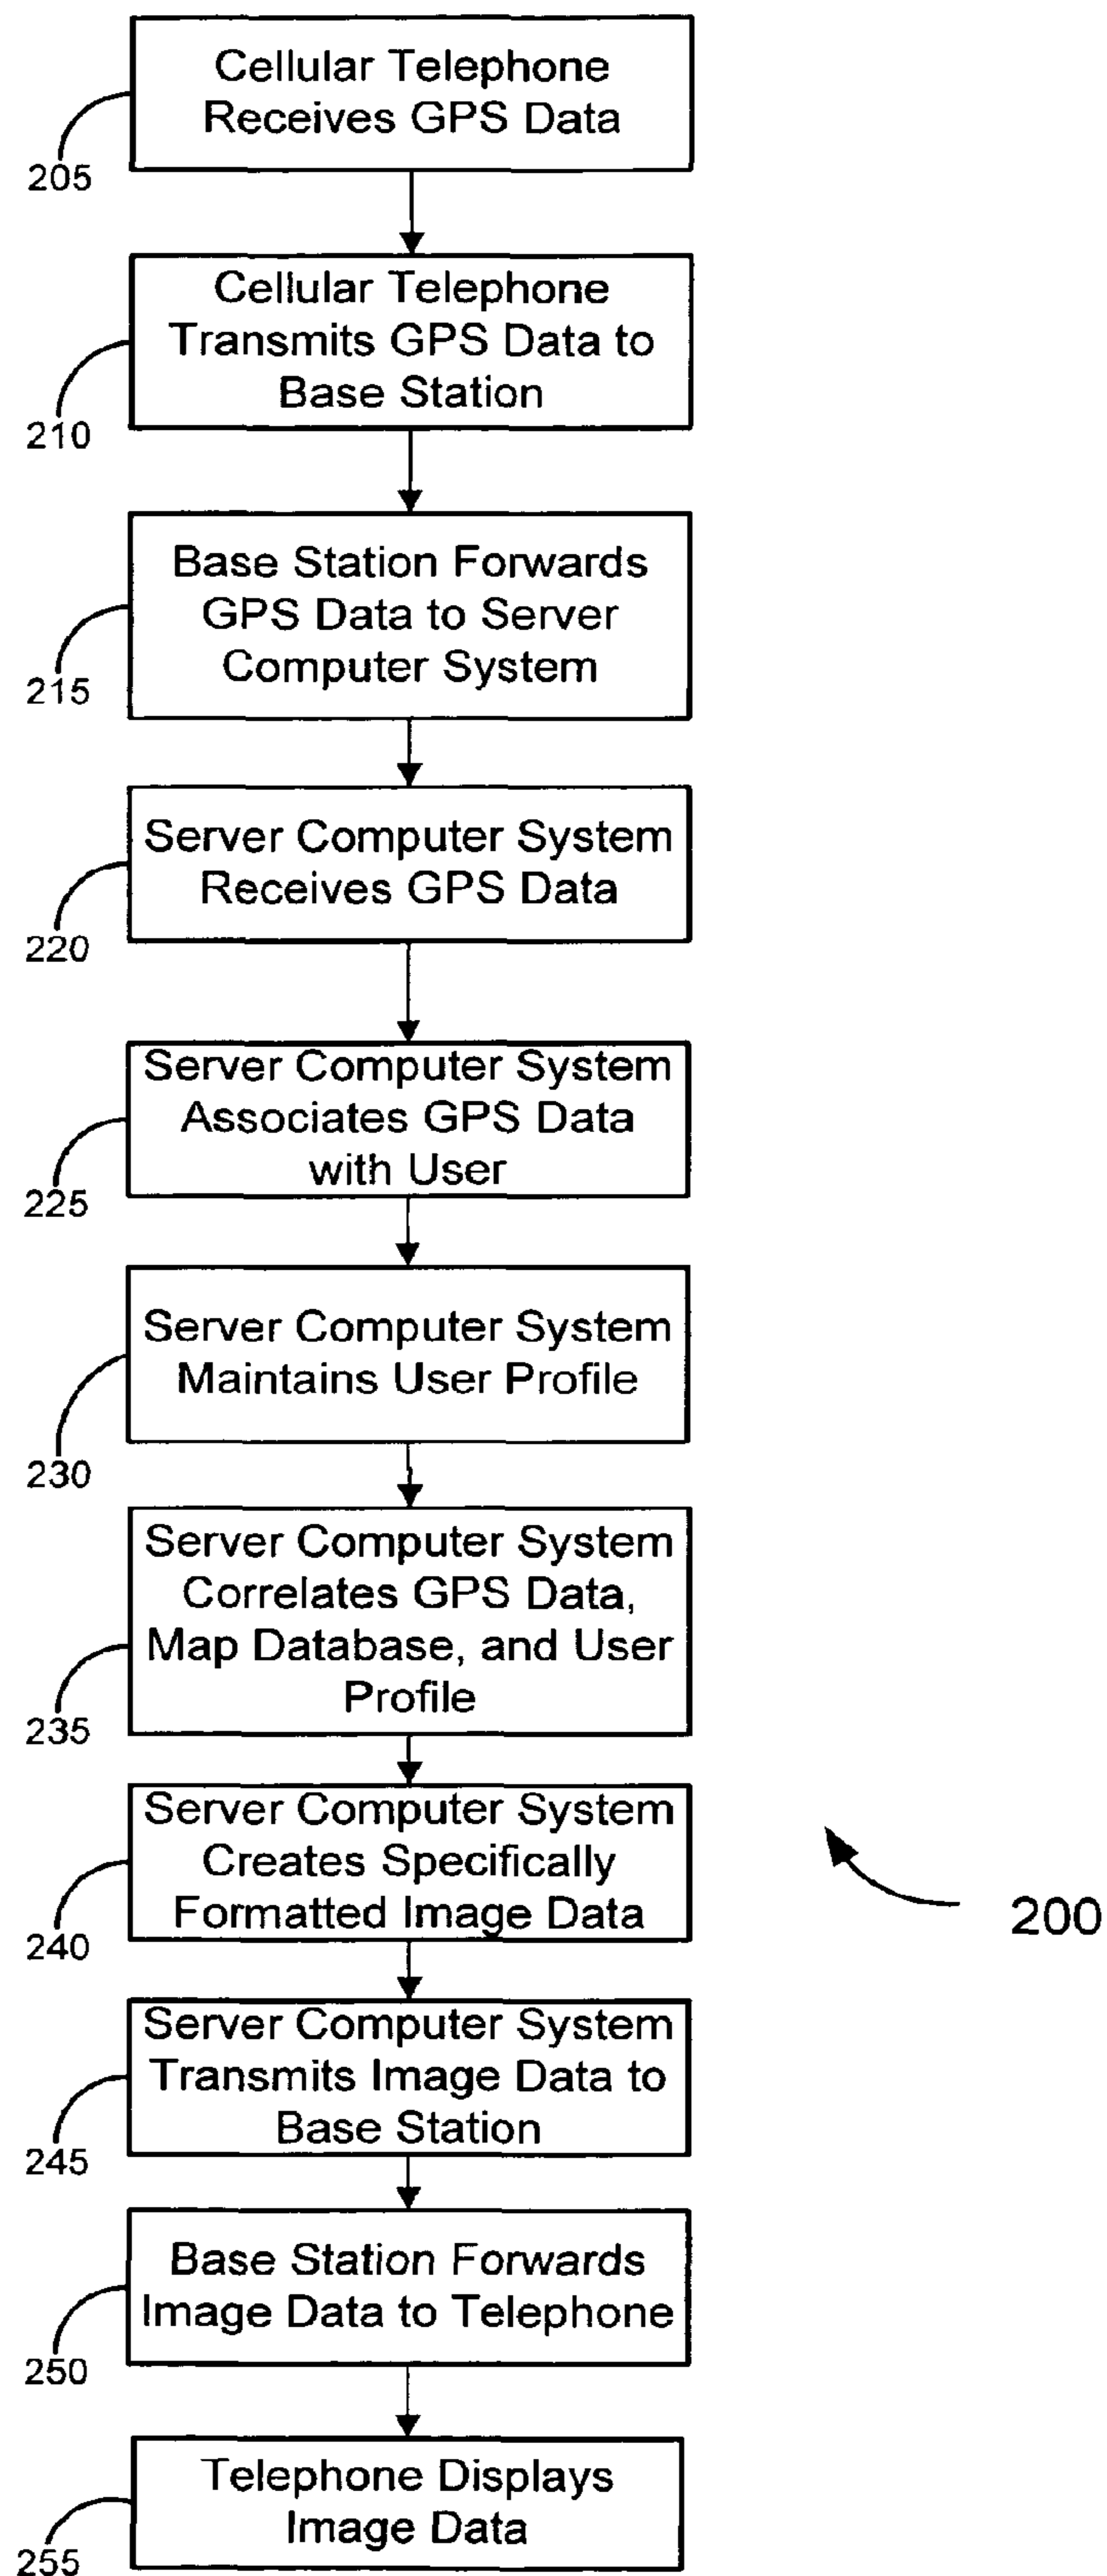 Cellular Telephone
Receives GPS Data
205
Cellular Telephone
Transmits GPS Data to
Base Station
210
Base Station Forwards
GPS Data to Server
Computer System
215
Server Computer System
Receives GPS Data
220
Server Computer System
Associates GPS Data
with User
225
Server Computer System
Maintains User Profile
230
Server Computer System
Correlates GPS Data,
Map Database, and User
Profile
235
Server Computer System
Creates Specifically
Formatted Image Data
240
200
Server Computer System
Transmits Image Data to
Base Station
245
Base Station Forwards
Image Data to Telephone
250
Telephone Displays
Image Data
255